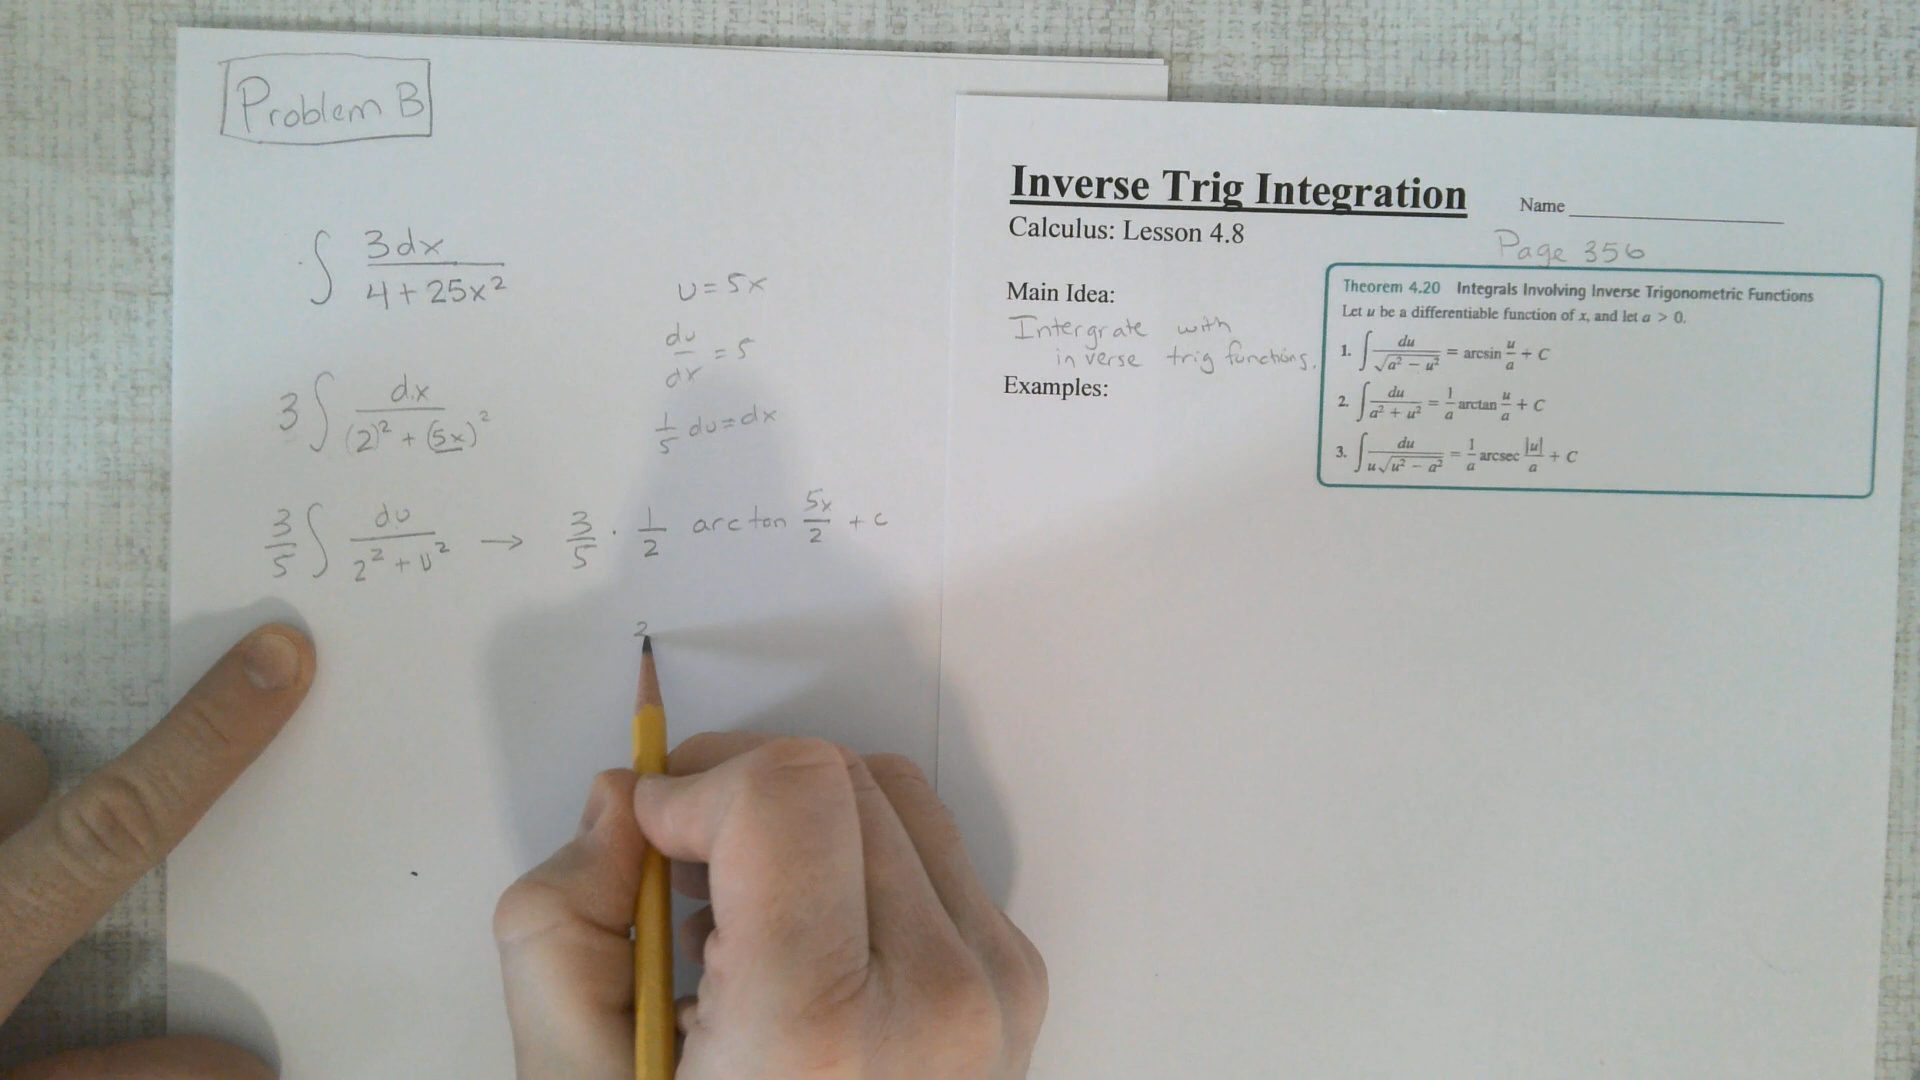 Problem B
∫ 3dx / 4 + 25x²
u = 5x
du/dx = 5
3 ∫ dx / (2)² + (5x)²
1/5 du = dx
3/5 ∫ du / 2² + u² → 3/5 · 1/2 arctan 5x/2 + c
Inverse Trig Integration
Name
Calculus: Lesson 4.8
Page 356
Main Idea:
Intergrate with
inverse trig functions.
Examples:
Theorem 4.20 Integrals Involving Inverse Trigonometric Functions
Let u be a differentiable function of x, and let a > 0.
1. ∫ du / √a² − u² = arcsin u/a + C
2. ∫ du / a² + u² = 1/a arctan u/a + C
3. ∫ du / u√u² − a² = 1/a arcsec |u|/a + C